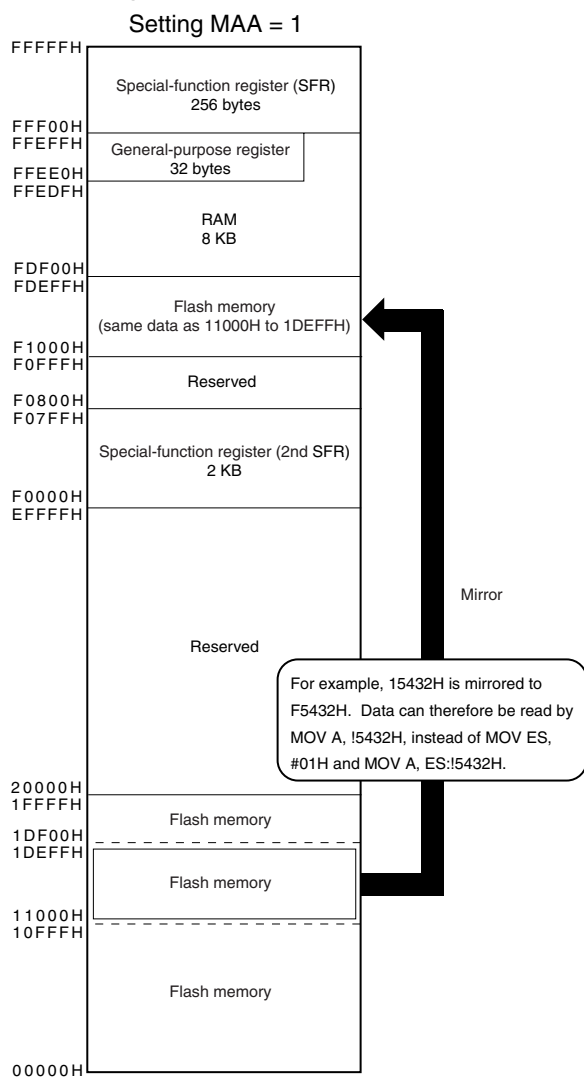 Setting MAA = 1
FFFFFH
Special-function register (SFR)
256 bytes
FFF00H
FFEFFH
General-purpose register
32 bytes
FFEE0H
FFEDFH
RAM
8 KB
FDF00H
FDEFFH
Flash memory
(same data as 11000H to 1DEFFH)
F1000H
F0FFFH
Reserved
F0800H
F07FFH
Special-function register (2nd SFR)
2 KB
F0000H
EFFFFH
Mirror
Reserved
For example, 15432H is mirrored to
F5432H. Data can therefore be read by
MOV A, !5432H, instead of MOV ES,
#01H and MOV A, ES:!5432H.
20000H
1FFFFH
Flash memory
1DF00H
1DEFFH
Flash memory
11000H
10FFFH
Flash memory
00000H